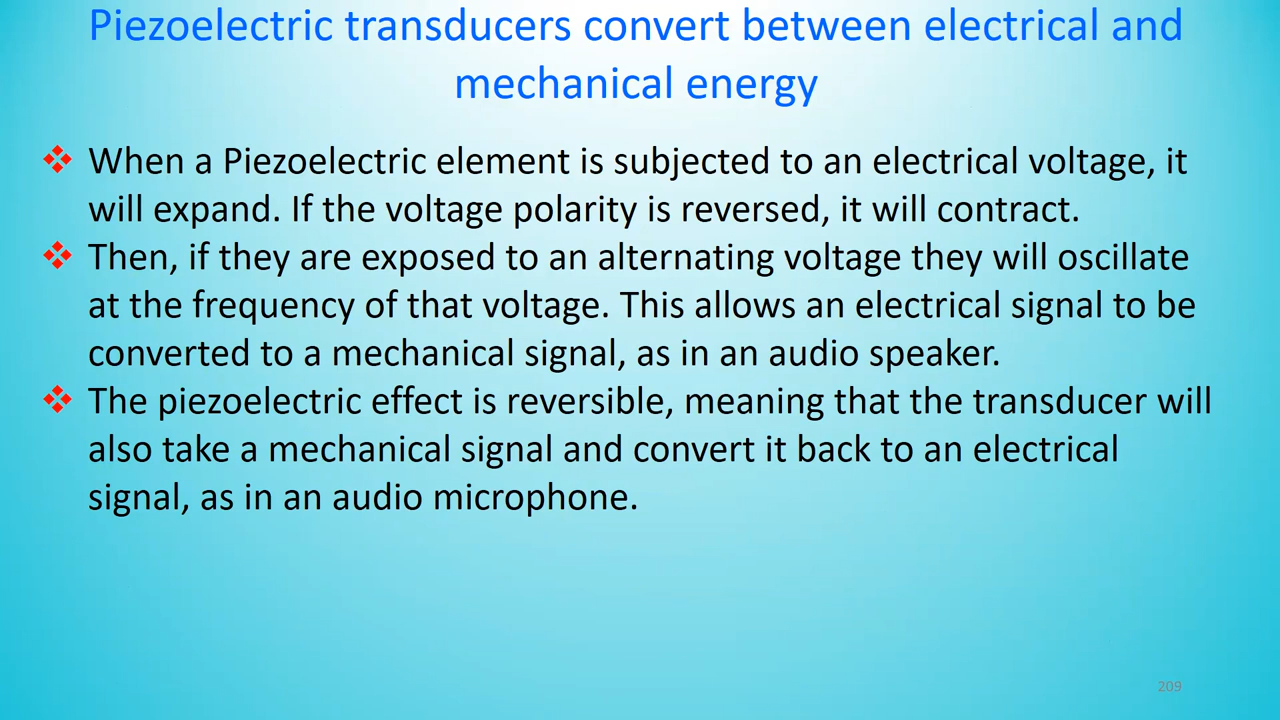 Piezoelectric transducers convert between electrical and
mechanical energy
❖ When a Piezoelectric element is subjected to an electrical voltage, it
will expand. If the voltage polarity is reversed, it will contract.
❖ Then, if they are exposed to an alternating voltage they will oscillate
at the frequency of that voltage. This allows an electrical signal to be
converted to a mechanical signal, as in an audio speaker.
❖ The piezoelectric effect is reversible, meaning that the transducer will
also take a mechanical signal and convert it back to an electrical
signal, as in an audio microphone.
209